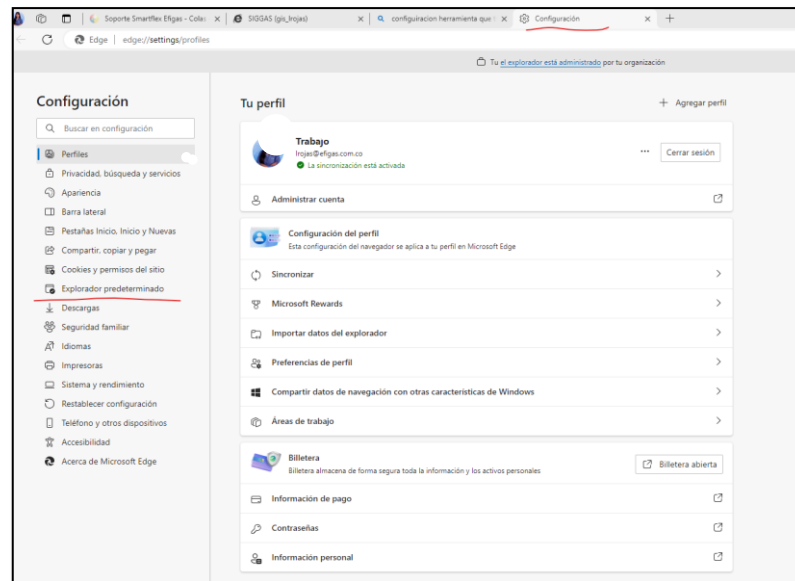 Soporte Smartflex Efigas - Colec
SIGGAS (gis_lrojas)
configuiracion herramienta que
Configuración
Edge | edge://settings/profiles
Tu el explorador está administrado por tu organización
Configuración
Buscar en configuración
Perfiles
Privacidad, búsqueda y servicios
Apariencia
Barra lateral
Pestañas Inicio, Inicio y Nuevas
Compartir, copiar y pegar
Cookies y permisos del sitio
Explorador predeterminado
Descargas
Seguridad familiar
Idiomas
Impresoras
Sistema y rendimiento
Restablecer configuración
Teléfono y otros dispositivos
Accesibilidad
Acerca de Microsoft Edge
Tu perfil
Agregar perfil
Trabajo
lrojas@efigas.com.co
La sincronización está activada
Cerrar sesión
Administrar cuenta
Configuración del perfil
Esta configuración del navegador se aplica a tu perfil en Microsoft Edge
Sincronizar
Microsoft Rewards
Importar datos del explorador
Preferencias de perfil
Compartir datos de navegación con otras características de Windows
Áreas de trabajo
Billetera
Billetera almacena de forma segura toda la información y los activos personales
Billetera abierta
Información de pago
Contraseñas
Información personal